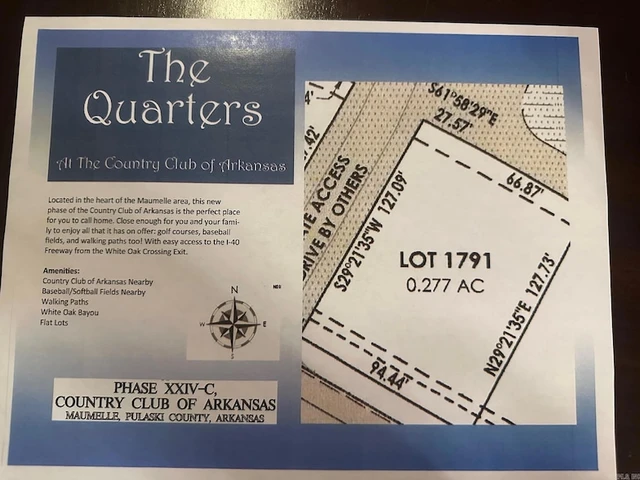 The
Quarters
At The Country Club of Arkansas
Located in the heart of the Maumelle area, this new
phase of the Country Club of Arkansas is the perfect place
for you to call home. Close enough for you and your fami-
ly to enjoy all that it has on offer: golf courses, baseball
fields, and walking paths too! With easy access to the I-40
Freeway from the White Oak Crossing Exit.
Amenities:
Country Club of Arkansas Nearby
Baseball/Softball Fields Nearby
Walking Paths
White Oak Bayou
Flat Lots
N
W E
S
PHASE XXIV-C,
COUNTRY CLUB OF ARKANSAS
MAUMELLE, PULASKI COUNTY, ARKANSAS
S61°58'29"E
27.57'
66.87'
7.42'
TE ACCESS
DRIVE BY OTHERS
S29°21'35"W 127.09'
LOT 1791
0.277 AC
N29°21'35"E 127.73'
94.44'